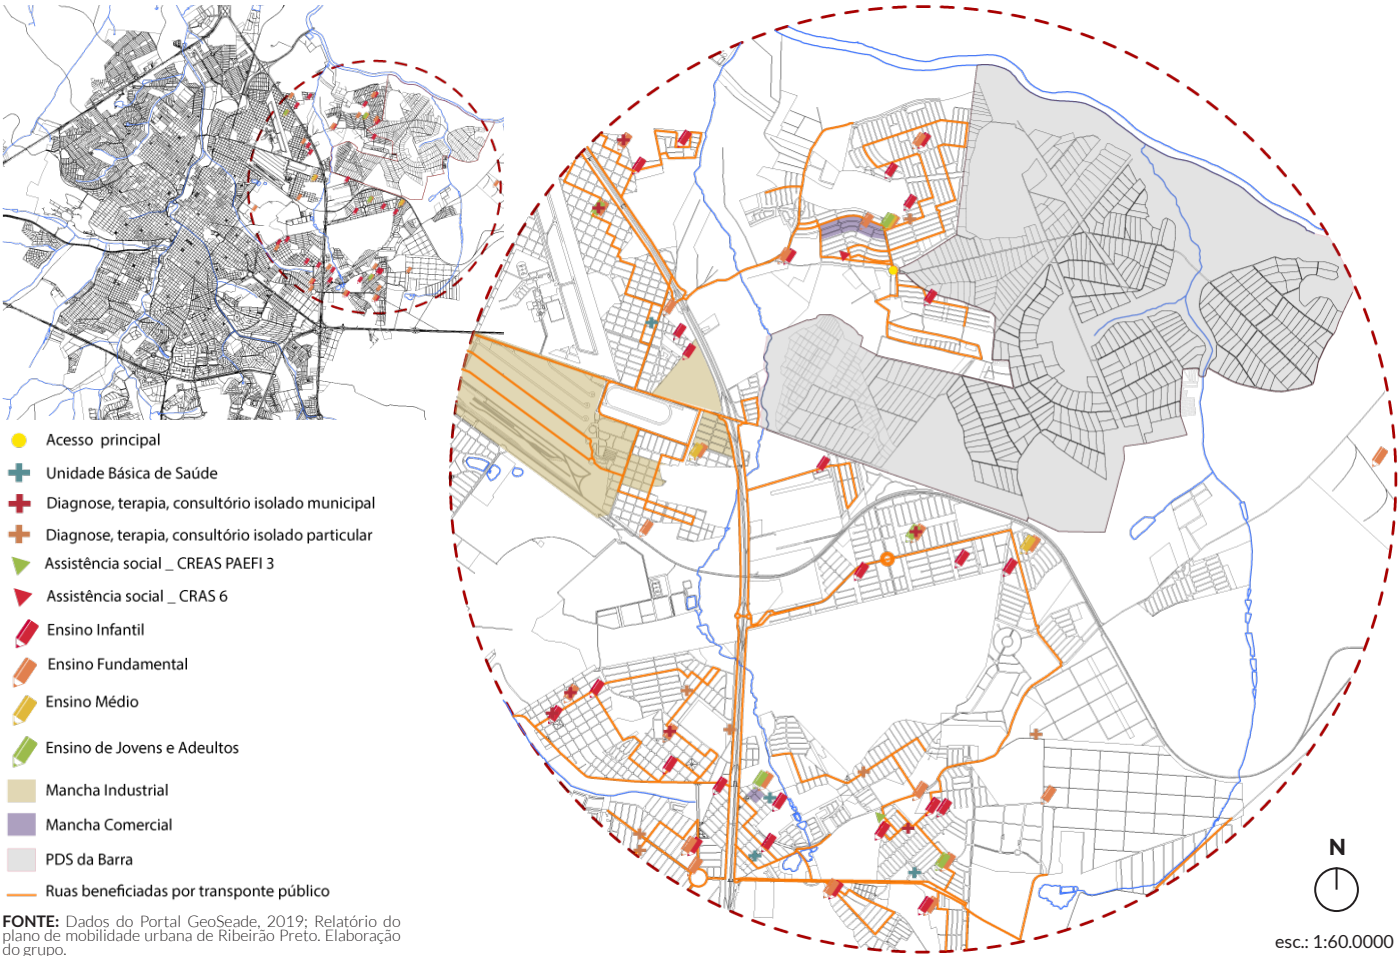 Acesso principal
Unidade Básica de Saúde
Diagnose, terapia, consultório isolado municipal
Diagnose, terapia, consultório isolado particular
Assistência social _ CREAS PAEFI 3
Assistência social _ CRAS 6
Ensino Infantil
Ensino Fundamental
Ensino Médio
Ensino de Jovens e Adeultos
Mancha Industrial
Mancha Comercial
PDS da Barra
Ruas beneficiadas por transporte público
FONTE: Dados do Portal GeoSeade, 2019; Relatório do
plano de mobilidade urbana de Ribeirão Preto. Elaboração
do grupo.
N
esc.: 1:60.0000